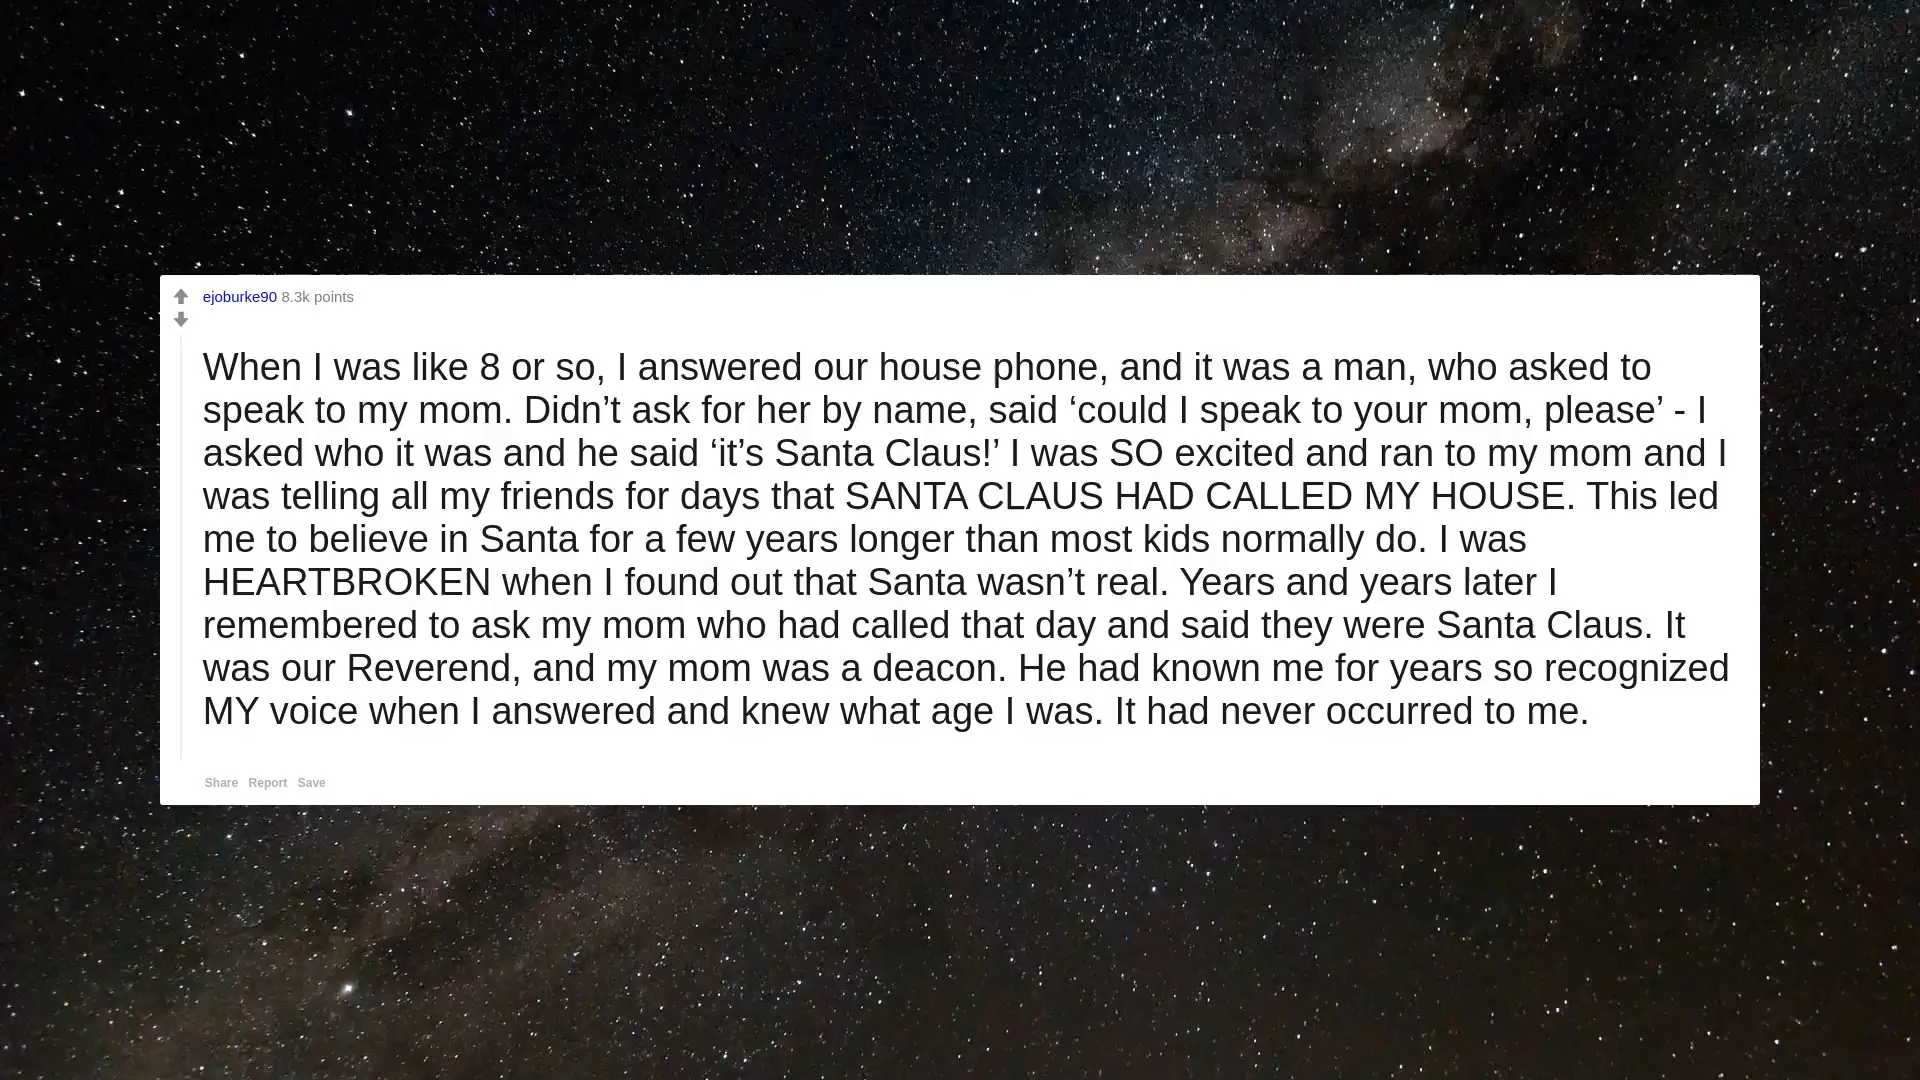 ejoburke90 8.3k points
When I was like 8 or so, I answered our house phone, and it was a man, who asked to
speak to my mom. Didn’t ask for her by name, said ‘could I speak to your mom, please’ - I
asked who it was and he said ‘it’s Santa Claus!’ I was SO excited and ran to my mom and I
was telling all my friends for days that SANTA CLAUS HAD CALLED MY HOUSE. This led
me to believe in Santa for a few years longer than most kids normally do. I was
HEARTBROKEN when I found out that Santa wasn’t real. Years and years later I
remembered to ask my mom who had called that day and said they were Santa Claus. It
was our Reverend, and my mom was a deacon. He had known me for years so recognized
MY voice when I answered and knew what age I was. It had never occurred to me.
Share Report Save